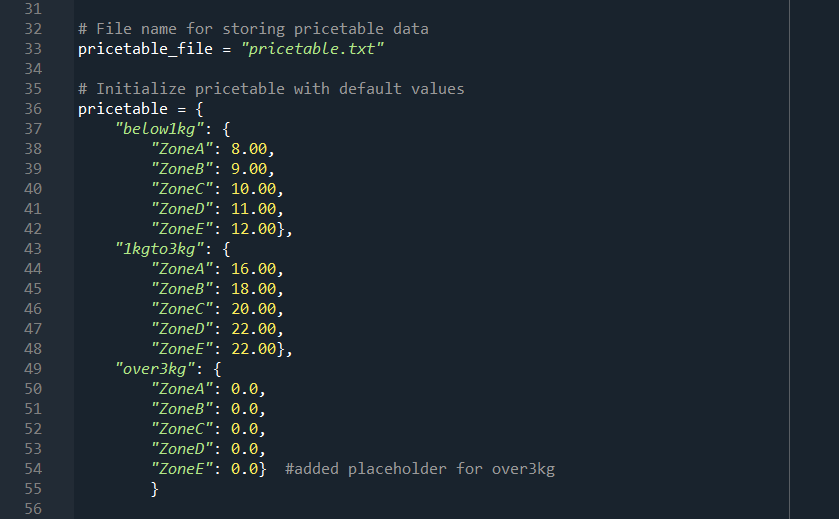 31
32 # File name for storing pricetable data
33 pricetable_file = "pricetable.txt"
34
35 # Initialize pricetable with default values
36 pricetable = {
37 "below1kg": {
38 "ZoneA": 8.00,
39 "ZoneB": 9.00,
40 "ZoneC": 10.00,
41 "ZoneD": 11.00,
42 "ZoneE": 12.00},
43 "1kgto3kg": {
44 "ZoneA": 16.00,
45 "ZoneB": 18.00,
46 "ZoneC": 20.00,
47 "ZoneD": 22.00,
48 "ZoneE": 22.00},
49 "over3kg": {
50 "ZoneA": 0.0,
51 "ZoneB": 0.0,
52 "ZoneC": 0.0,
53 "ZoneD": 0.0,
54 "ZoneE": 0.0} #added placeholder for over3kg
55 }
56